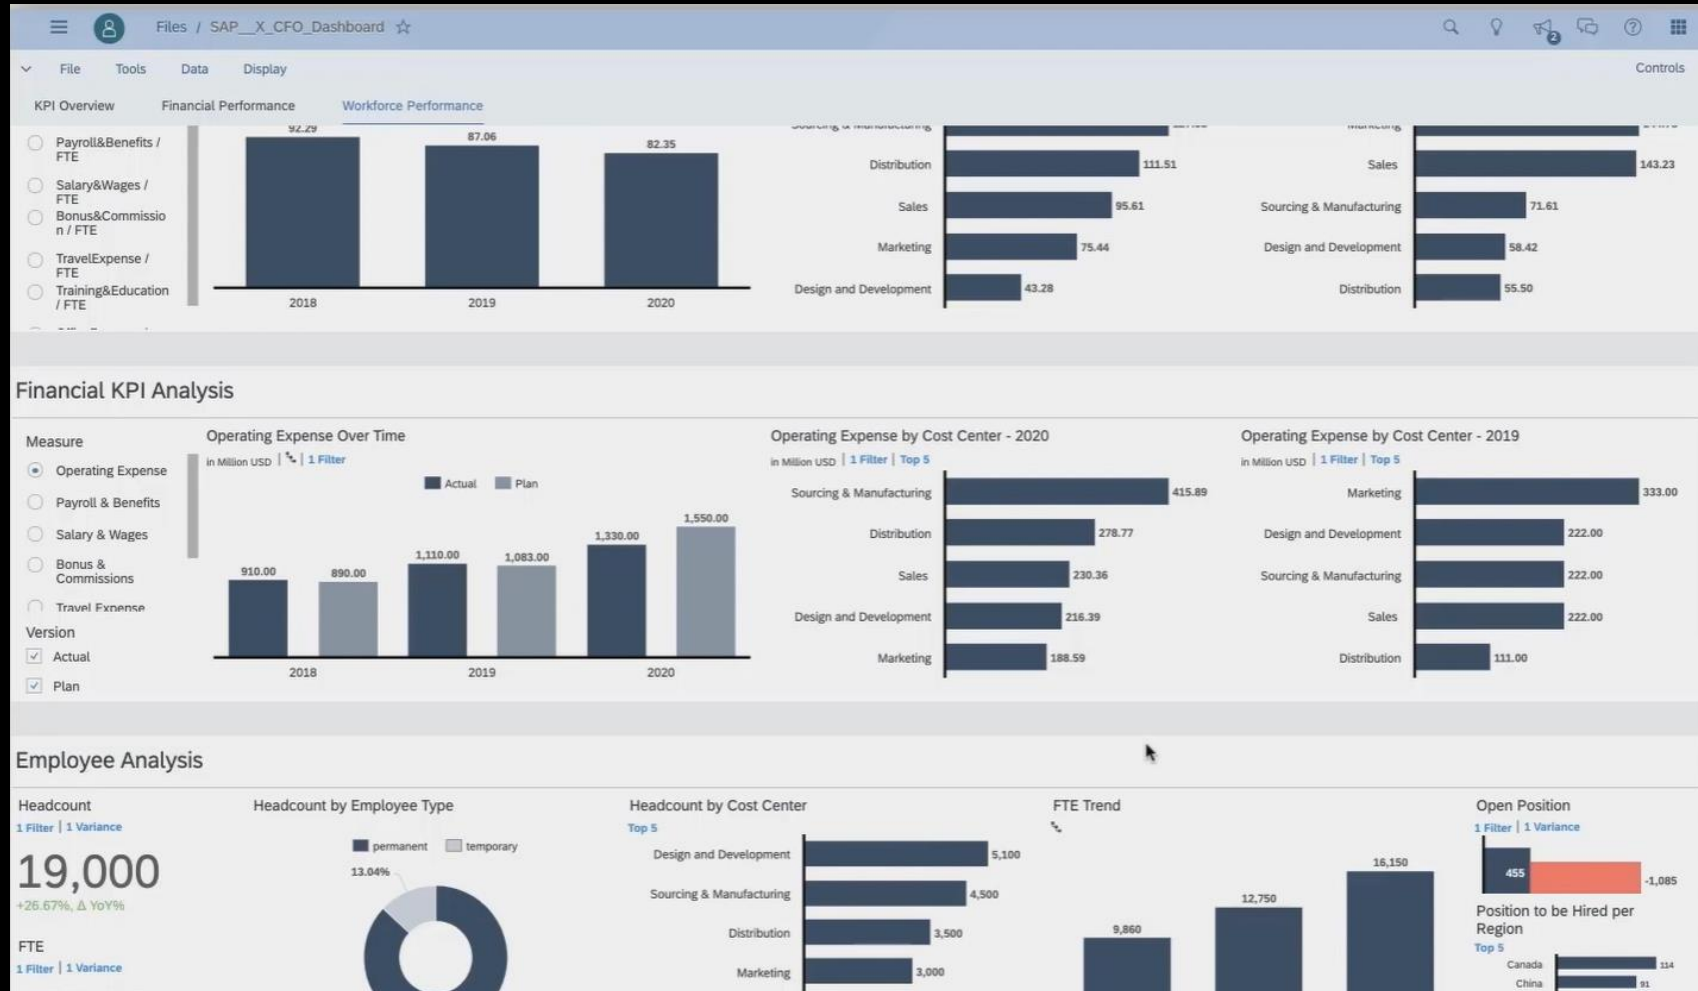 Files / SAP__X_CFO_Dashboard
2
File Tools Data Display
Controls
KPI Overview Financial Performance Workforce Performance
Payroll&Benefits /
FTE
Salary&Wages /
FTE
Bonus&Commissio
n / FTE
TravelExpense /
FTE
Training&Education
/ FTE
92.29
87.06
82.35
2018 2019 2020
Sourcing & Manufacturing
Distribution 111.51
Sales 95.61
Marketing 75.44
Design and Development 43.28
Marketing
Sales 143.23
Sourcing & Manufacturing 71.61
Design and Development 58.42
Distribution 55.50
Financial KPI Analysis
Measure
Operating Expense
Payroll & Benefits
Salary & Wages
Bonus &
Commissions
Travel Expense
Version
Actual
Plan
Operating Expense Over Time
in Million USD | 1 Filter
Actual Plan
910.00 890.00 1,110.00 1,083.00 1,330.00 1,550.00
2018 2019 2020
Operating Expense by Cost Center - 2020
in Million USD | 1 Filter | Top 5
Sourcing & Manufacturing 415.89
Distribution 278.77
Sales 230.36
Design and Development 216.39
Marketing 188.59
Operating Expense by Cost Center - 2019
in Million USD | 1 Filter | Top 5
Marketing 333.00
Design and Development 222.00
Sourcing & Manufacturing 222.00
Sales 222.00
Distribution 111.00
Employee Analysis
Headcount
1 Filter | 1 Variance
19,000
+26.67%, Δ YoY%
FTE
1 Filter | 1 Variance
Headcount by Employee Type
permanent temporary
13.04%
Headcount by Cost Center
Top 5
Design and Development 5,100
Sourcing & Manufacturing 4,500
Distribution 3,500
Marketing 3,000
FTE Trend
9,860
12,750
16,150
Open Position
1 Filter | 1 Variance
455 -1,085
Position to be Hired per
Region
Top 5
Canada 114
China 91